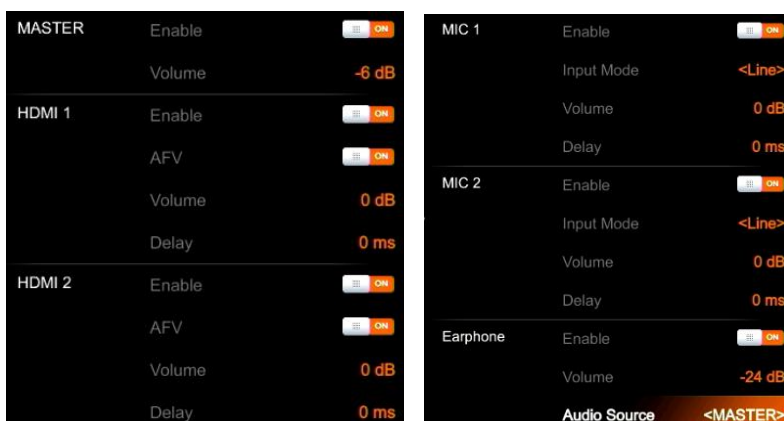 MASTER Enable ON
Volume -6 dB
HDMI 1 Enable ON
AFV ON
Volume 0 dB
Delay 0 ms
HDMI 2 Enable ON
AFV ON
Volume 0 dB
Delay 0 ms
MIC 1 Enable ON
Input Mode <Line>
Volume 0 dB
Delay 0 ms
MIC 2 Enable ON
Input Mode <Line>
Volume 0 dB
Delay 0 ms
Earphone Enable ON
Volume -24 dB
Audio Source <MASTER>